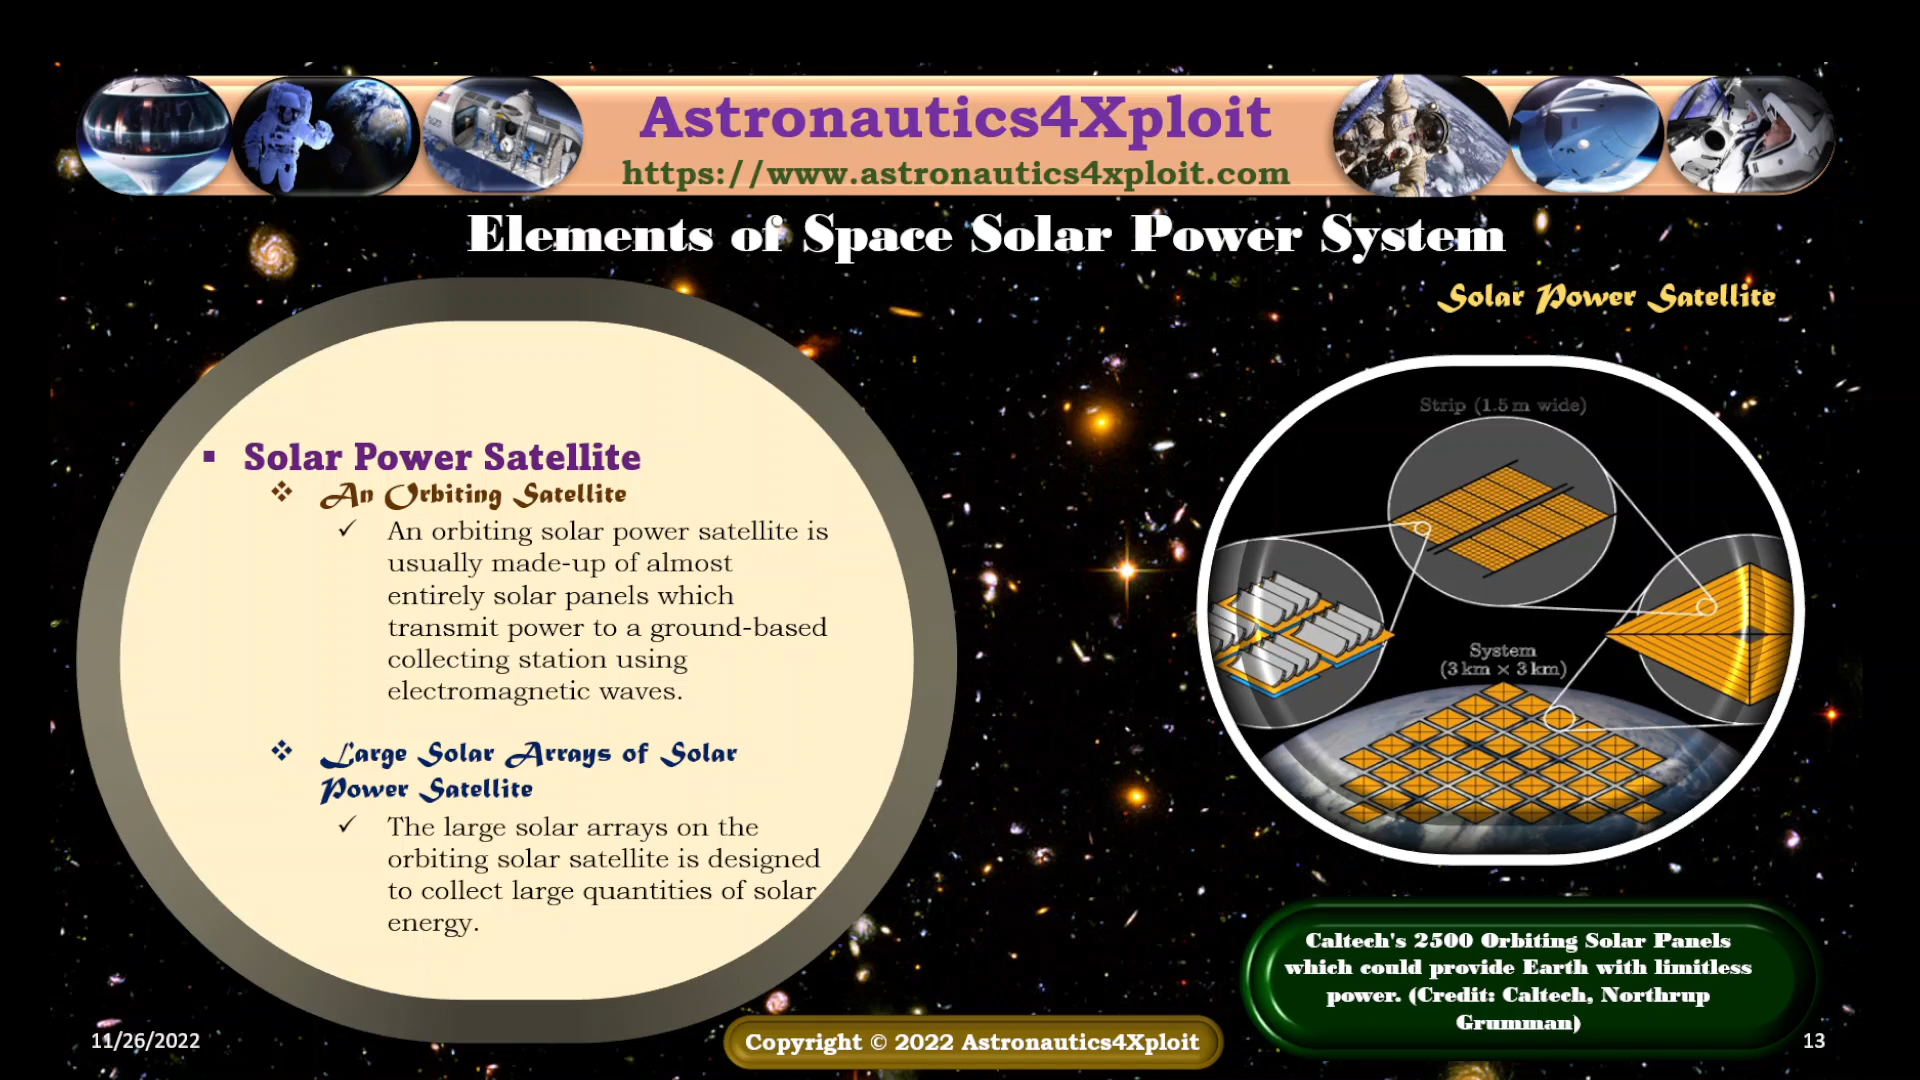 Astronautics4Xploit
https://www.astronautics4xploit.com
Elements of Space Solar Power System
Solar Power Satellite
▪ Solar Power Satellite
❖ An Orbiting Satellite
✓ An orbiting solar power satellite is
usually made-up of almost
entirely solar panels which
transmit power to a ground-based
collecting station using
electromagnetic waves.
❖ Large Solar Arrays of Solar
Power Satellite
✓ The large solar arrays on the
orbiting solar satellite is designed
to collect large quantities of solar
energy.
Strip (1.5 m wide)
System
(3 km × 3 km)
Caltech's 2500 Orbiting Solar Panels
which could provide Earth with limitless
power. (Credit: Caltech, Northrup
Grumman)
11/26/2022
Copyright © 2022 Astronautics4Xploit
13